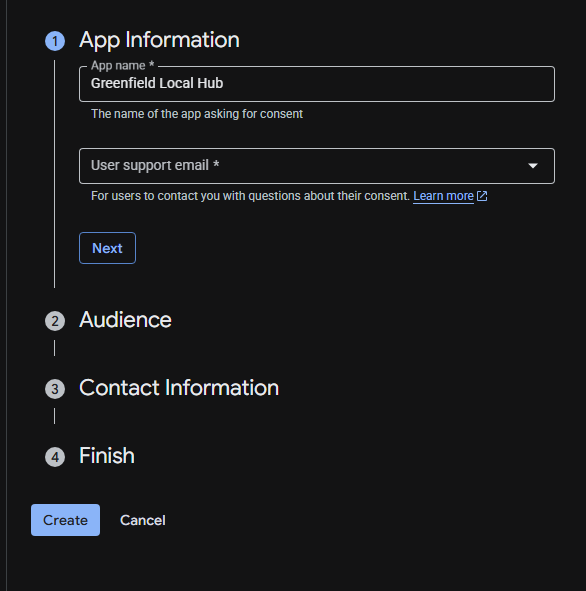 1 App Information
App name *
Greenfield Local Hub
The name of the app asking for consent
User support email *
For users to contact you with questions about their consent. Learn more
Next
2 Audience
3 Contact Information
4 Finish
Create Cancel